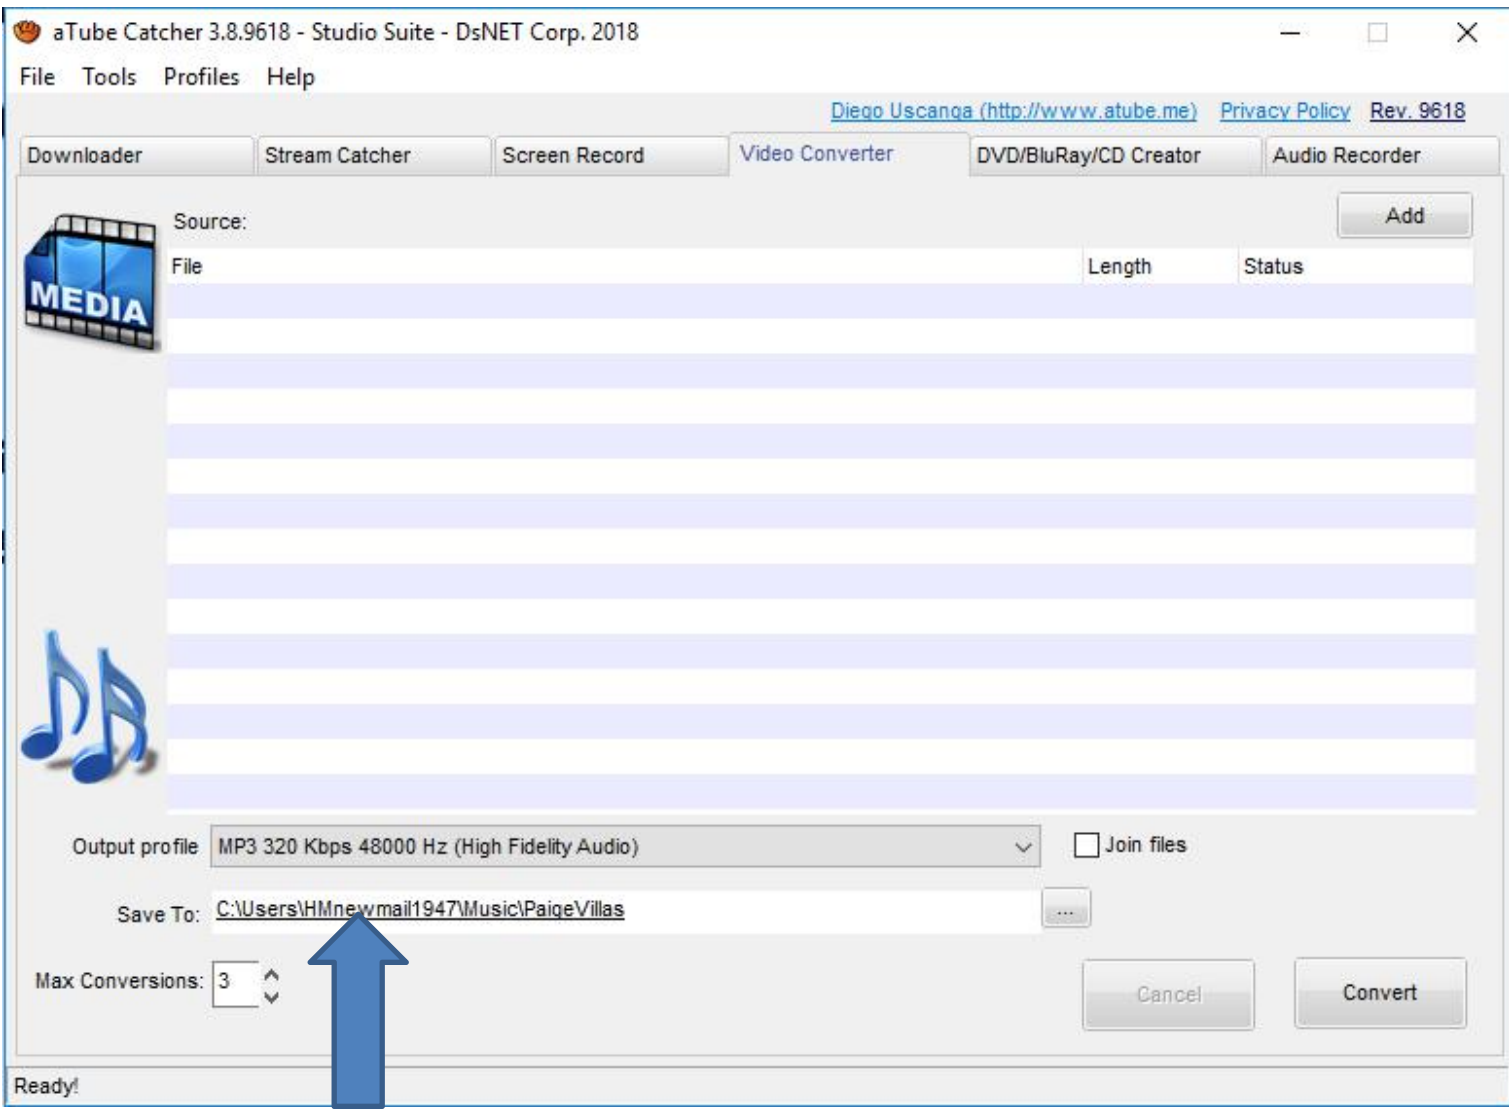 aTube Catcher 3.8.9618 - Studio Suite - DsNET Corp. 2018
File Tools Profiles Help
Diego Uscanga (http://www.atube.me) Privacy Policy Rev. 9618
Downloader Stream Catcher Screen Record Video Converter DVD/BluRay/CD Creator Audio Recorder
Source: Add
File Length Status
MEDIA
Output profile MP3 320 Kbps 48000 Hz (High Fidelity Audio) Join files
Save To: C:\Users\HMnewmail1947\Music\PaigeVillas ...
Max Conversions: 3 Cancel Convert
Ready!